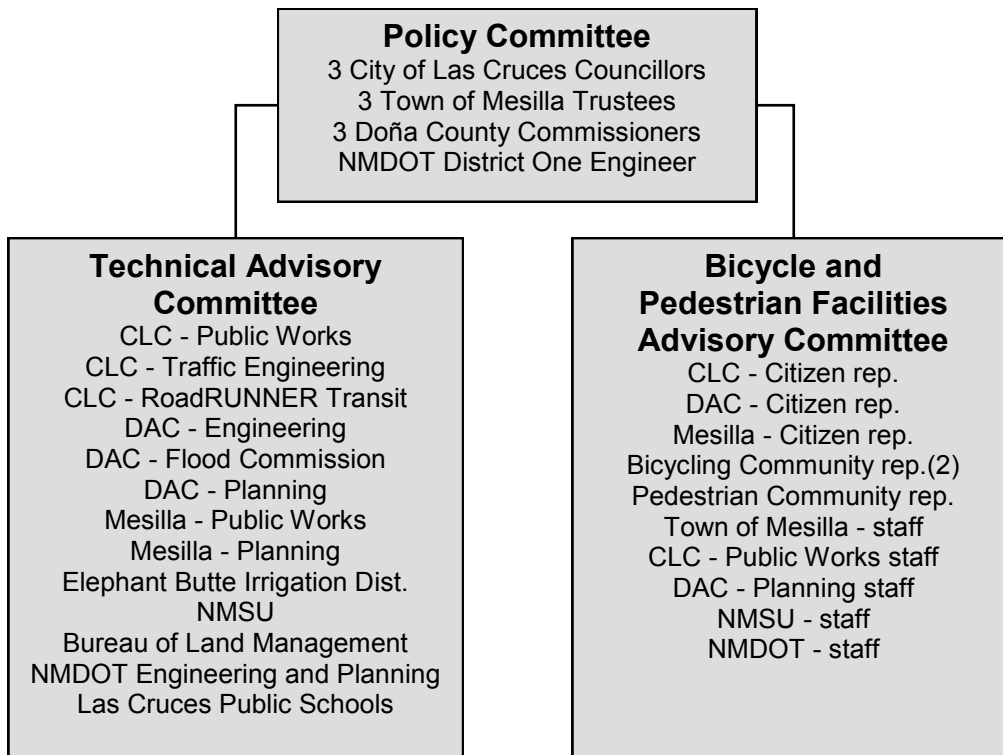 Policy Committee
3 City of Las Cruces Councillors
3 Town of Mesilla Trustees
3 Doña County Commissioners
NMDOT District One Engineer
Technical Advisory
Committee
CLC - Public Works
CLC - Traffic Engineering
CLC - RoadRUNNER Transit
DAC - Engineering
DAC - Flood Commission
DAC - Planning
Mesilla - Public Works
Mesilla - Planning
Elephant Butte Irrigation Dist.
NMSU
Bureau of Land Management
NMDOT Engineering and Planning
Las Cruces Public Schools
Bicycle and
Pedestrian Facilities
Advisory Committee
CLC - Citizen rep.
DAC - Citizen rep.
Mesilla - Citizen rep.
Bicycling Community rep.(2)
Pedestrian Community rep.
Town of Mesilla - staff
CLC - Public Works staff
DAC - Planning staff
NMSU - staff
NMDOT - staff